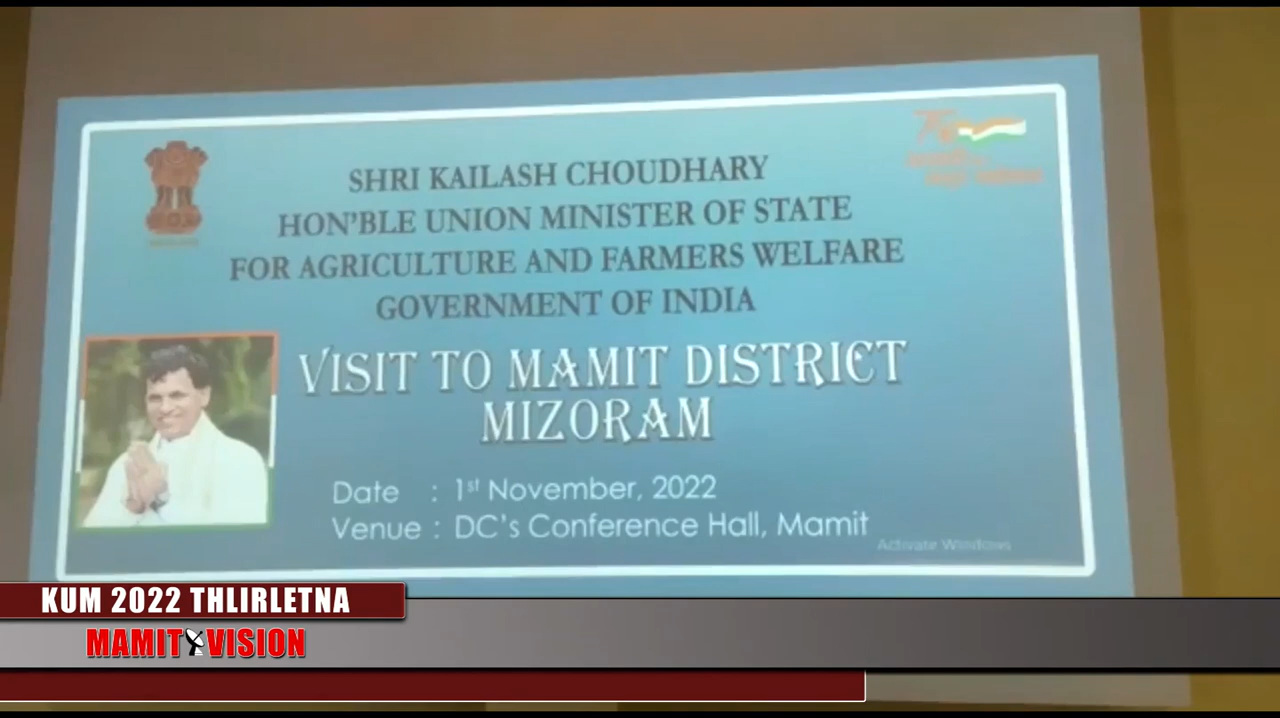 SHRI KAILASH CHOUDHARY
HON'BLE UNION MINISTER OF STATE
FOR AGRICULTURE AND FARMERS WELFARE
GOVERNMENT OF INDIA
VISIT TO MAMIT DISTRICT
MIZORAM
Date : 1st November, 2022
Venue : DC's Conference Hall, Mamit
Activate Windows
KUM 2022 THLIRLETNA
MAMIT VISION